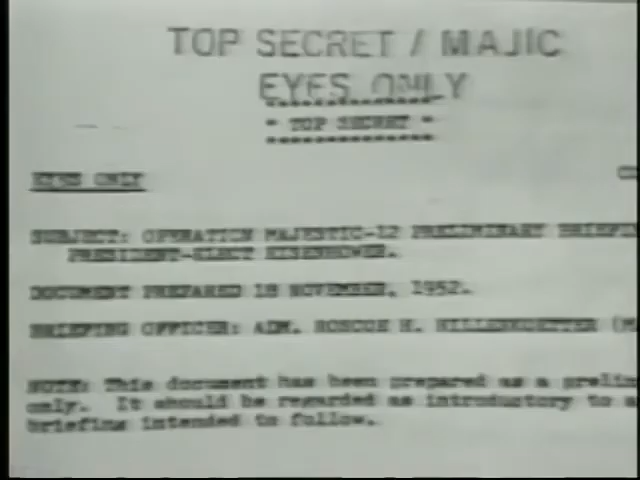 TOP SECRET / MAJIC
EYES ONLY
* TOP SECRET *
EYES ONLY
SUBJECT: OPERATION MAJESTIC-12 PRELIMINARY BRIEFIN
PRESIDENT-ELECT EISENHOWER.
DOCUMENT PREPARED 18 NOVEMBER, 1952.
BRIEFING OFFICER: ADM. ROSCOE H. HILLENKOETTER (M
NOTE: This document has been prepared as a prelim
only. It should be regarded as introductory to a
briefing intended to follow.